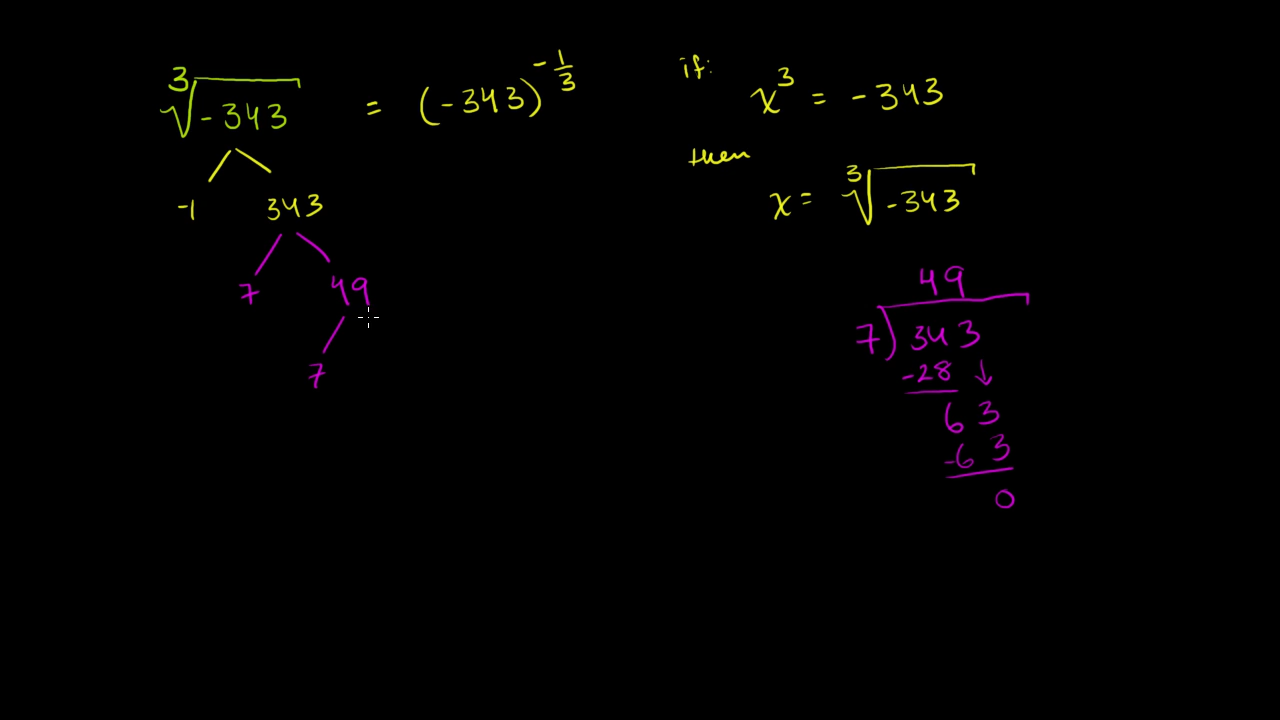 ∛-343 = (-343)^-1/3
-1 343
7 49
7
if:
x³ = -343
then
x = ∛-343
49
7)343
-28 ↓
63
-63
0